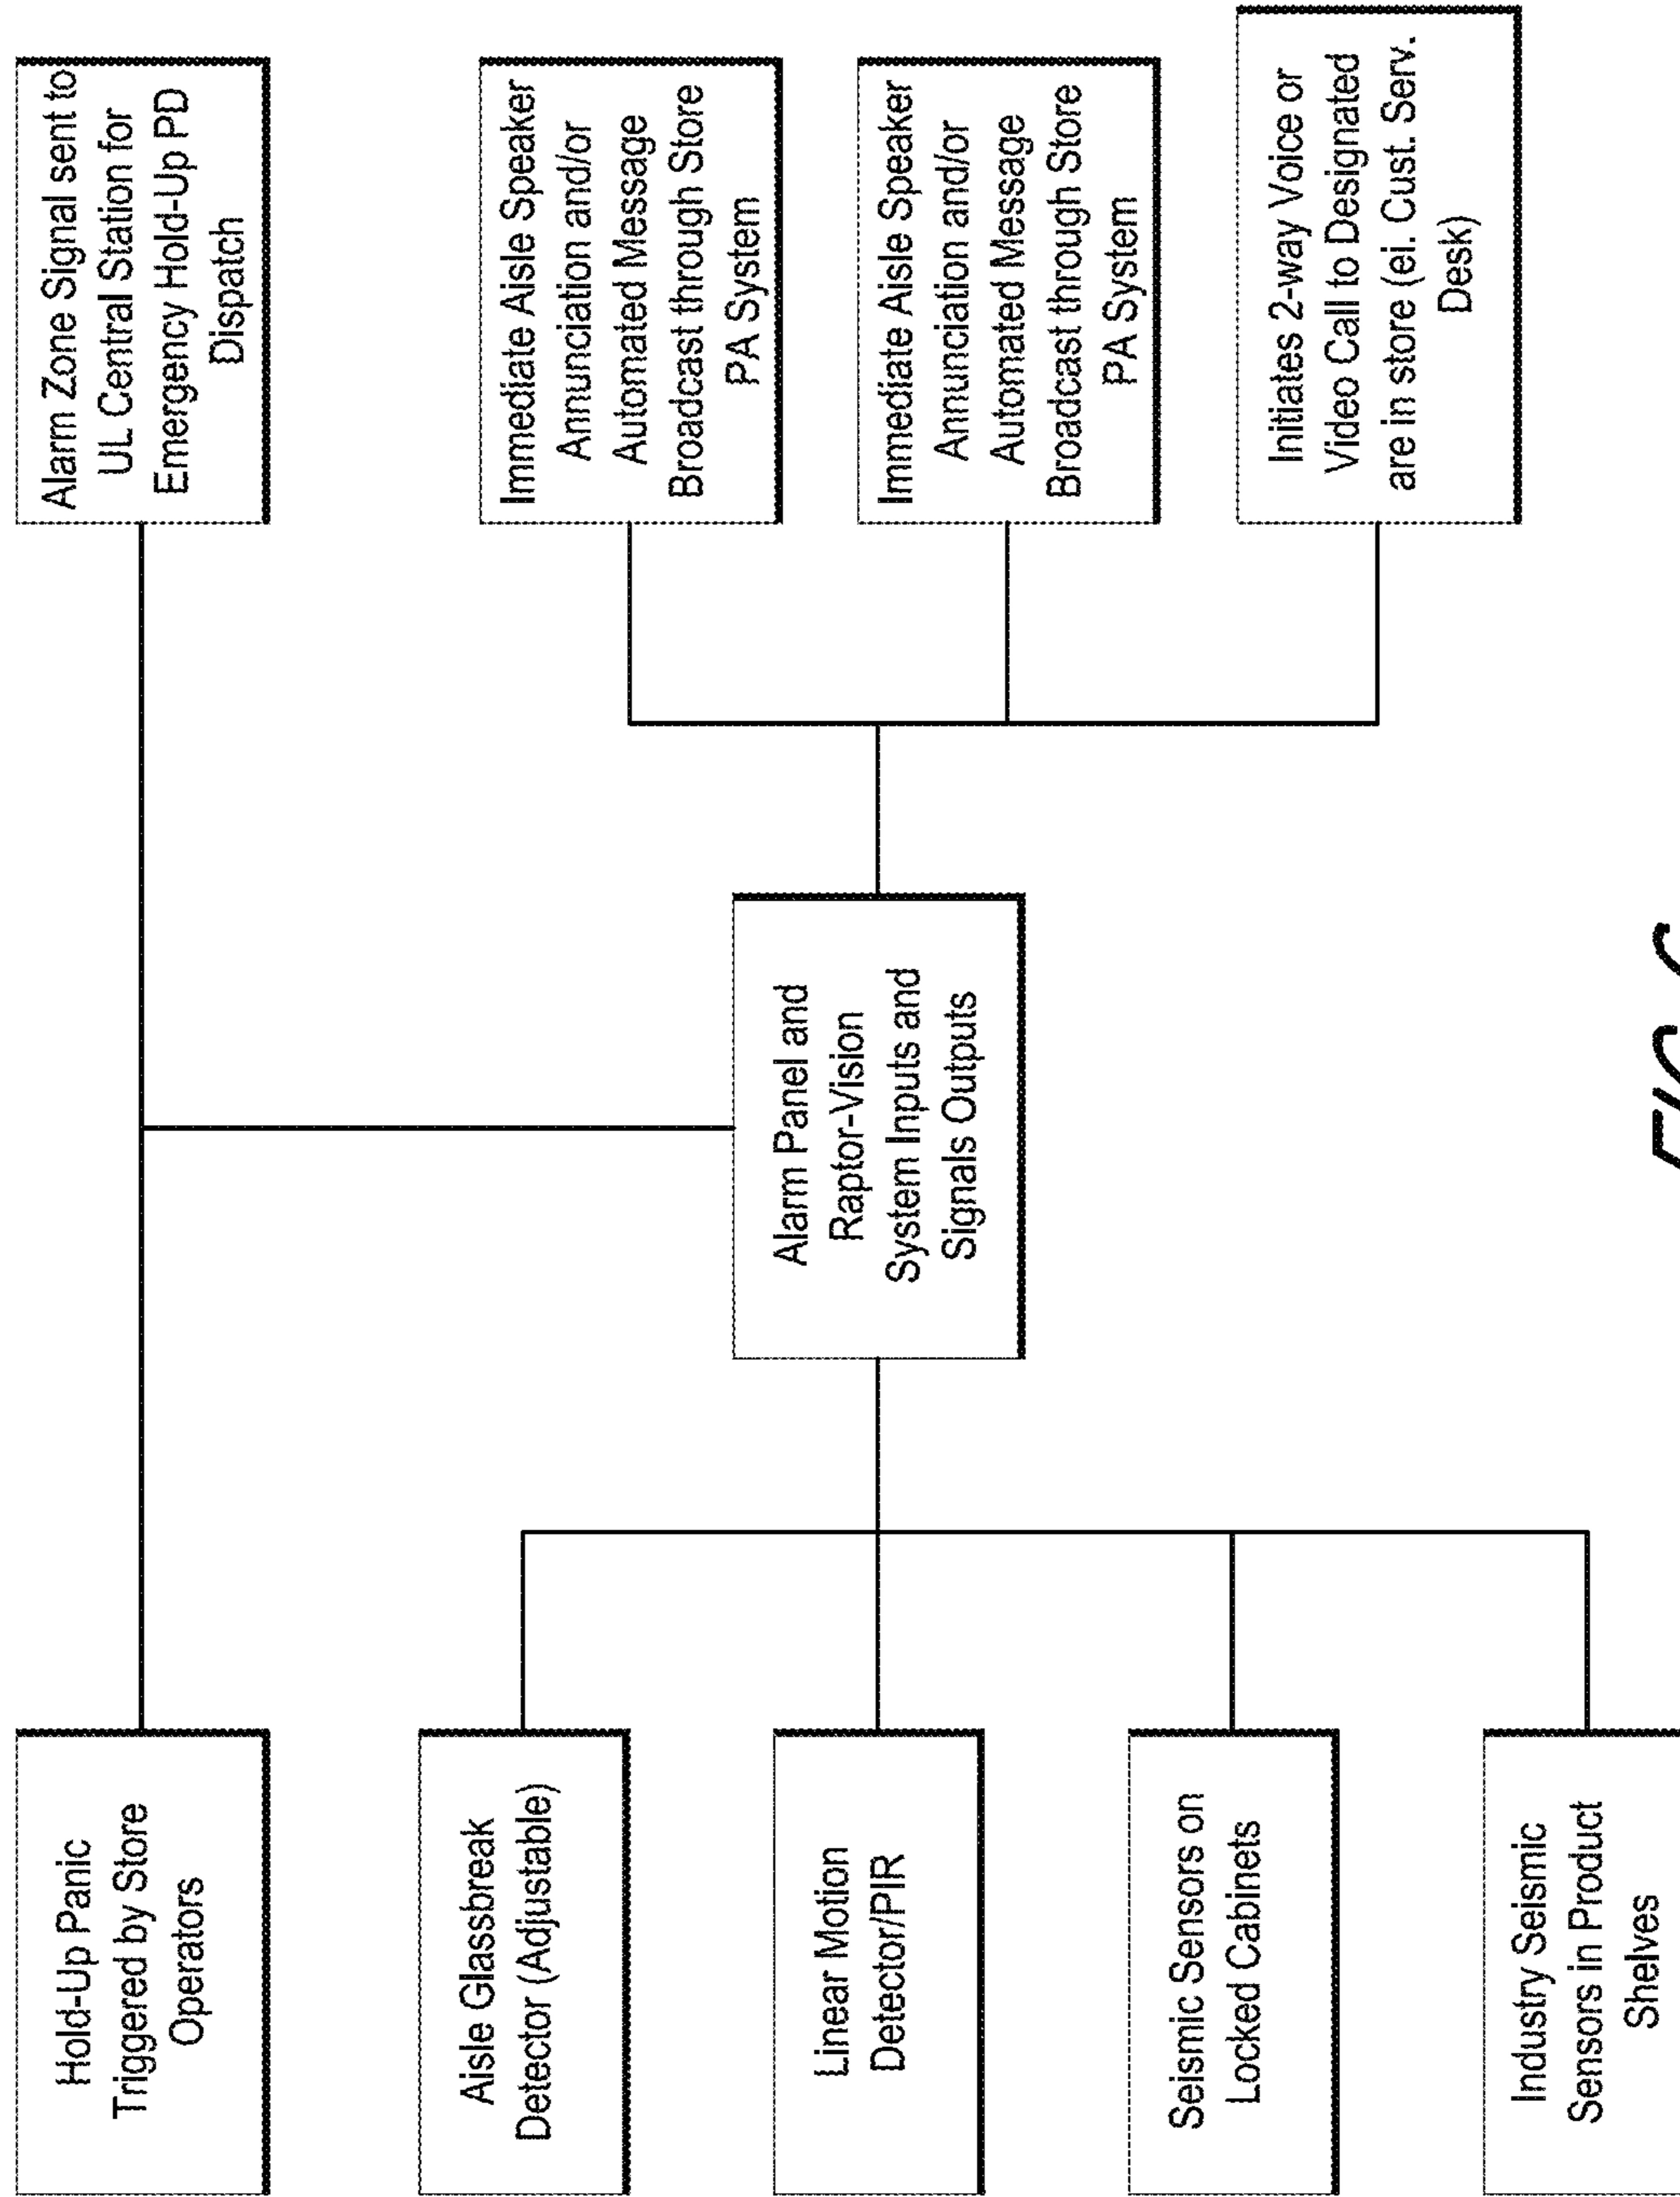 Hold-Up Panic
Triggered by Store
Operators
Aisle Glassbreak
Detector (Adjustable)
Linear Motion
Detector/PIR
Seismic Sensors on
Locked Cabinets
Industry Seismic
Sensors in Product
Shelves
Alarm Panel and
Raptor-Vision
System Inputs and
Signals Outputs
Alarm Zone Signal sent to
UL Central Station for
Emergency Hold-Up PD
Dispatch
Immediate Aisle Speaker
Annunciation and/or
Automated Message
Broadcast through Store
PA System
Immediate Aisle Speaker
Annunciation and/or
Automated Message
Broadcast through Store
PA System
Initiates 2-way Voice or
Video Call to Designated
are in store (ei. Cust. Serv.
Desk)
FIG.